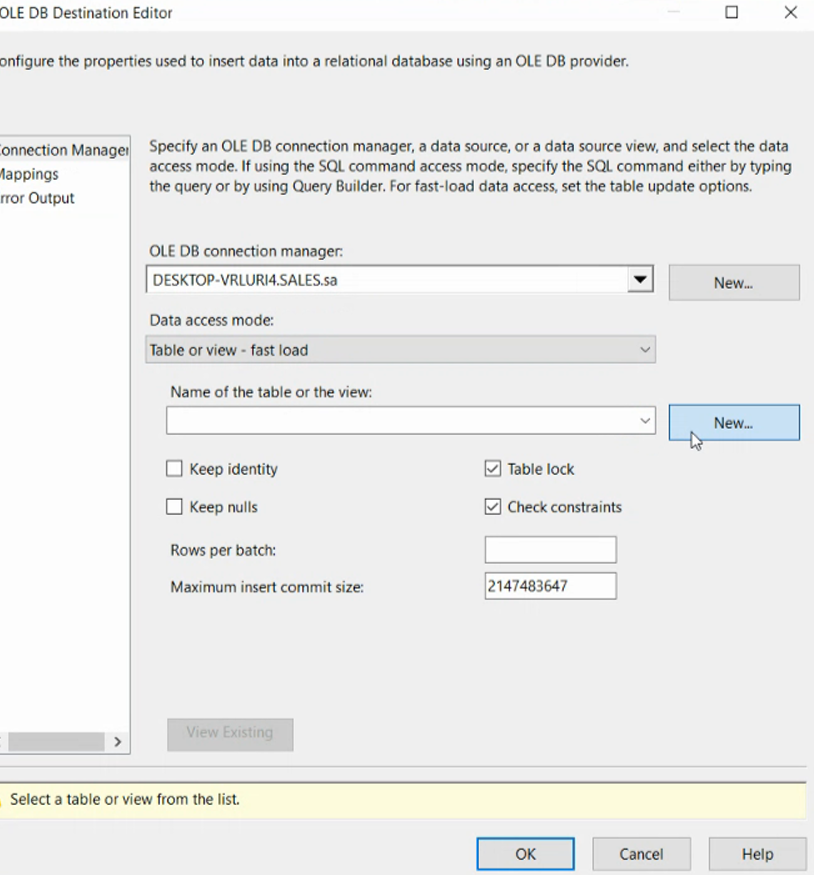 OLE DB Destination Editor
onfigure the properties used to insert data into a relational database using an OLE DB provider.
onnection Manager
Mappings
rror Output
Specify an OLE DB connection manager, a data source, or a data source view, and select the data
access mode. If using the SQL command access mode, specify the SQL command either by typing
the query or by using Query Builder. For fast-load data access, set the table update options.
OLE DB connection manager:
DESKTOP-VRLURI4.SALES.sa
New...
Data access mode:
Table or view - fast load
Name of the table or the view:
New...
Keep identity
Table lock
Keep nulls
Check constraints
Rows per batch:
Maximum insert commit size:
2147483647
View Existing
Select a table or view from the list.
OK
Cancel
Help